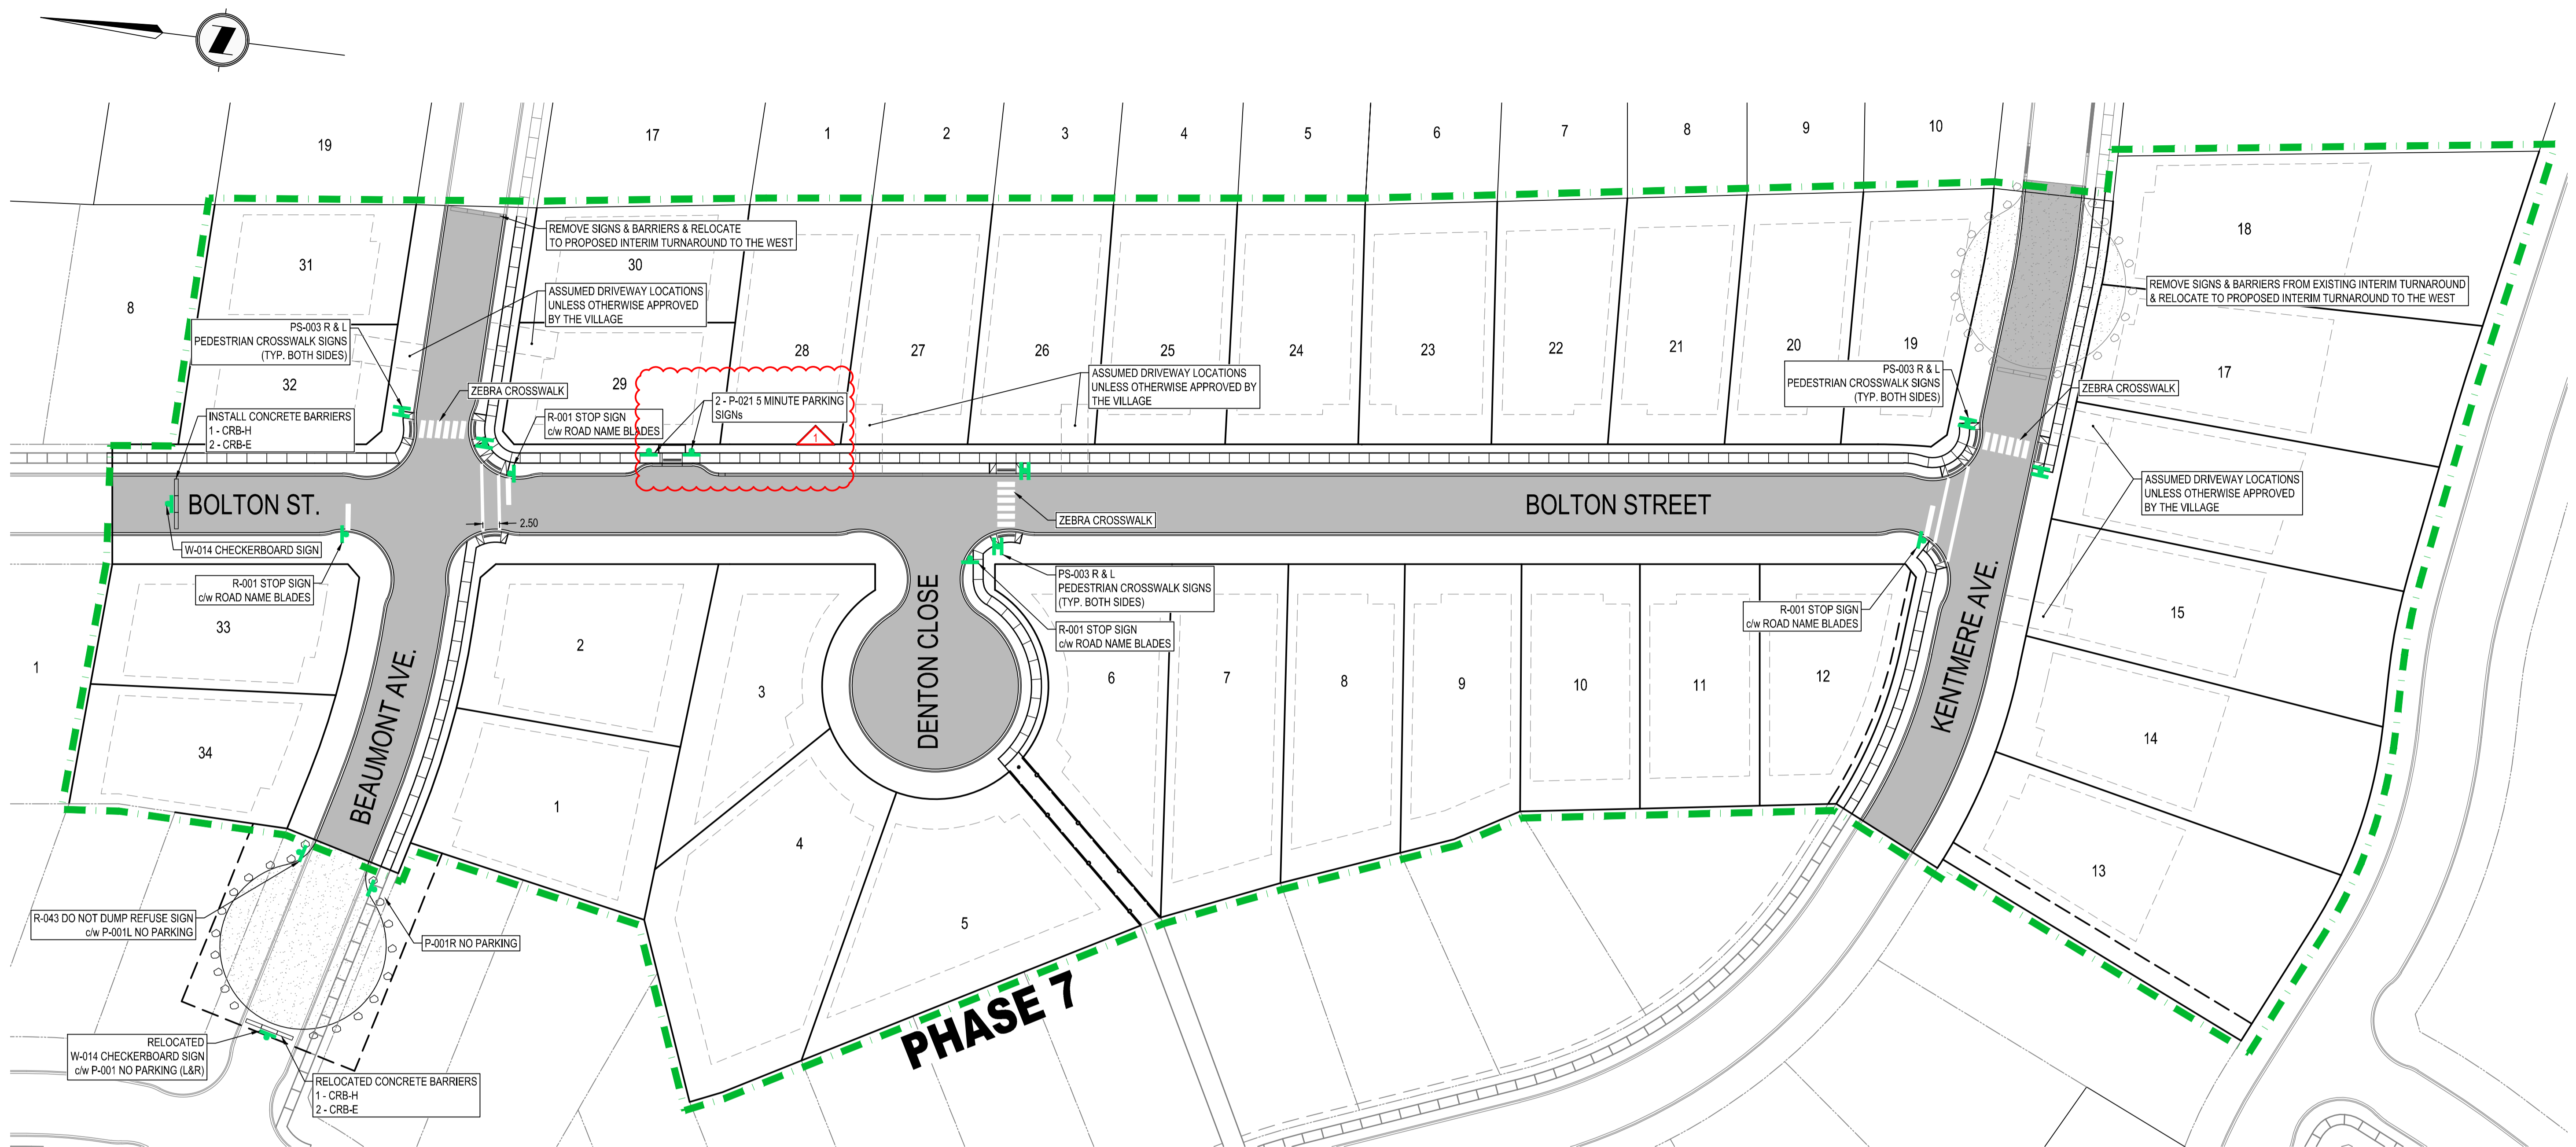 19
17
1
2
3
4
5
6
7
8
9
10
18
31
REMOVE SIGNS & BARRIERS & RELOCATE
TO PROPOSED INTERIM TURNAROUND TO THE WEST
30
8
ASSUMED DRIVEWAY LOCATIONS
UNLESS OTHERWISE APPROVED
BY THE VILLAGE
REMOVE SIGNS & BARRIERS FROM EXISTING INTERIM TURNAROUND
& RELOCATE TO PROPOSED INTERIM TURNAROUND TO THE WEST
PS-003 R & L
PEDESTRIAN CROSSWALK SIGNS
(TYP. BOTH SIDES)
28
27
26
25
24
23
22
21
20
19
17
32
29
ZEBRA CROSSWALK
ASSUMED DRIVEWAY LOCATIONS
UNLESS OTHERWISE APPROVED BY
THE VILLAGE
PS-003 R & L
PEDESTRIAN CROSSWALK SIGNS
(TYP. BOTH SIDES)
ZEBRA CROSSWALK
INSTALL CONCRETE BARRIERS
1 - CRB-H
2 - CRB-E
R-001 STOP SIGN
c/w ROAD NAME BLADES
2 - P-021 5 MINUTE PARKING
SIGNs
1
ASSUMED DRIVEWAY LOCATIONS
UNLESS OTHERWISE APPROVED
BY THE VILLAGE
BOLTON ST.
BOLTON STREET
2.50
ZEBRA CROSSWALK
W-014 CHECKERBOARD SIGN
R-001 STOP SIGN
c/w ROAD NAME BLADES
PS-003 R & L
PEDESTRIAN CROSSWALK SIGNS
(TYP. BOTH SIDES)
R-001 STOP SIGN
c/w ROAD NAME BLADES
R-001 STOP SIGN
c/w ROAD NAME BLADES
15
33
2
1
DENTON CLOSE
KENTMERE AVE.
3
6
7
8
9
10
11
12
BEAUMONT AVE.
34
14
1
4
5
13
R-043 DO NOT DUMP REFUSE SIGN
c/w P-001L NO PARKING
P-001R NO PARKING
PHASE 7
RELOCATED
W-014 CHECKERBOARD SIGN
c/w P-001 NO PARKING (L&R)
RELOCATED CONCRETE BARRIERS
1 - CRB-H
2 - CRB-E